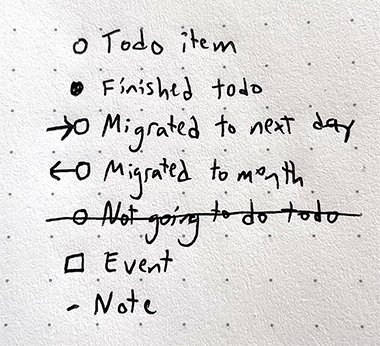 ○ Todo item
● Finished todo
→○ Migrated to next day
←○ Migrated to month
○ Not going to do todo
□ Event
- Note